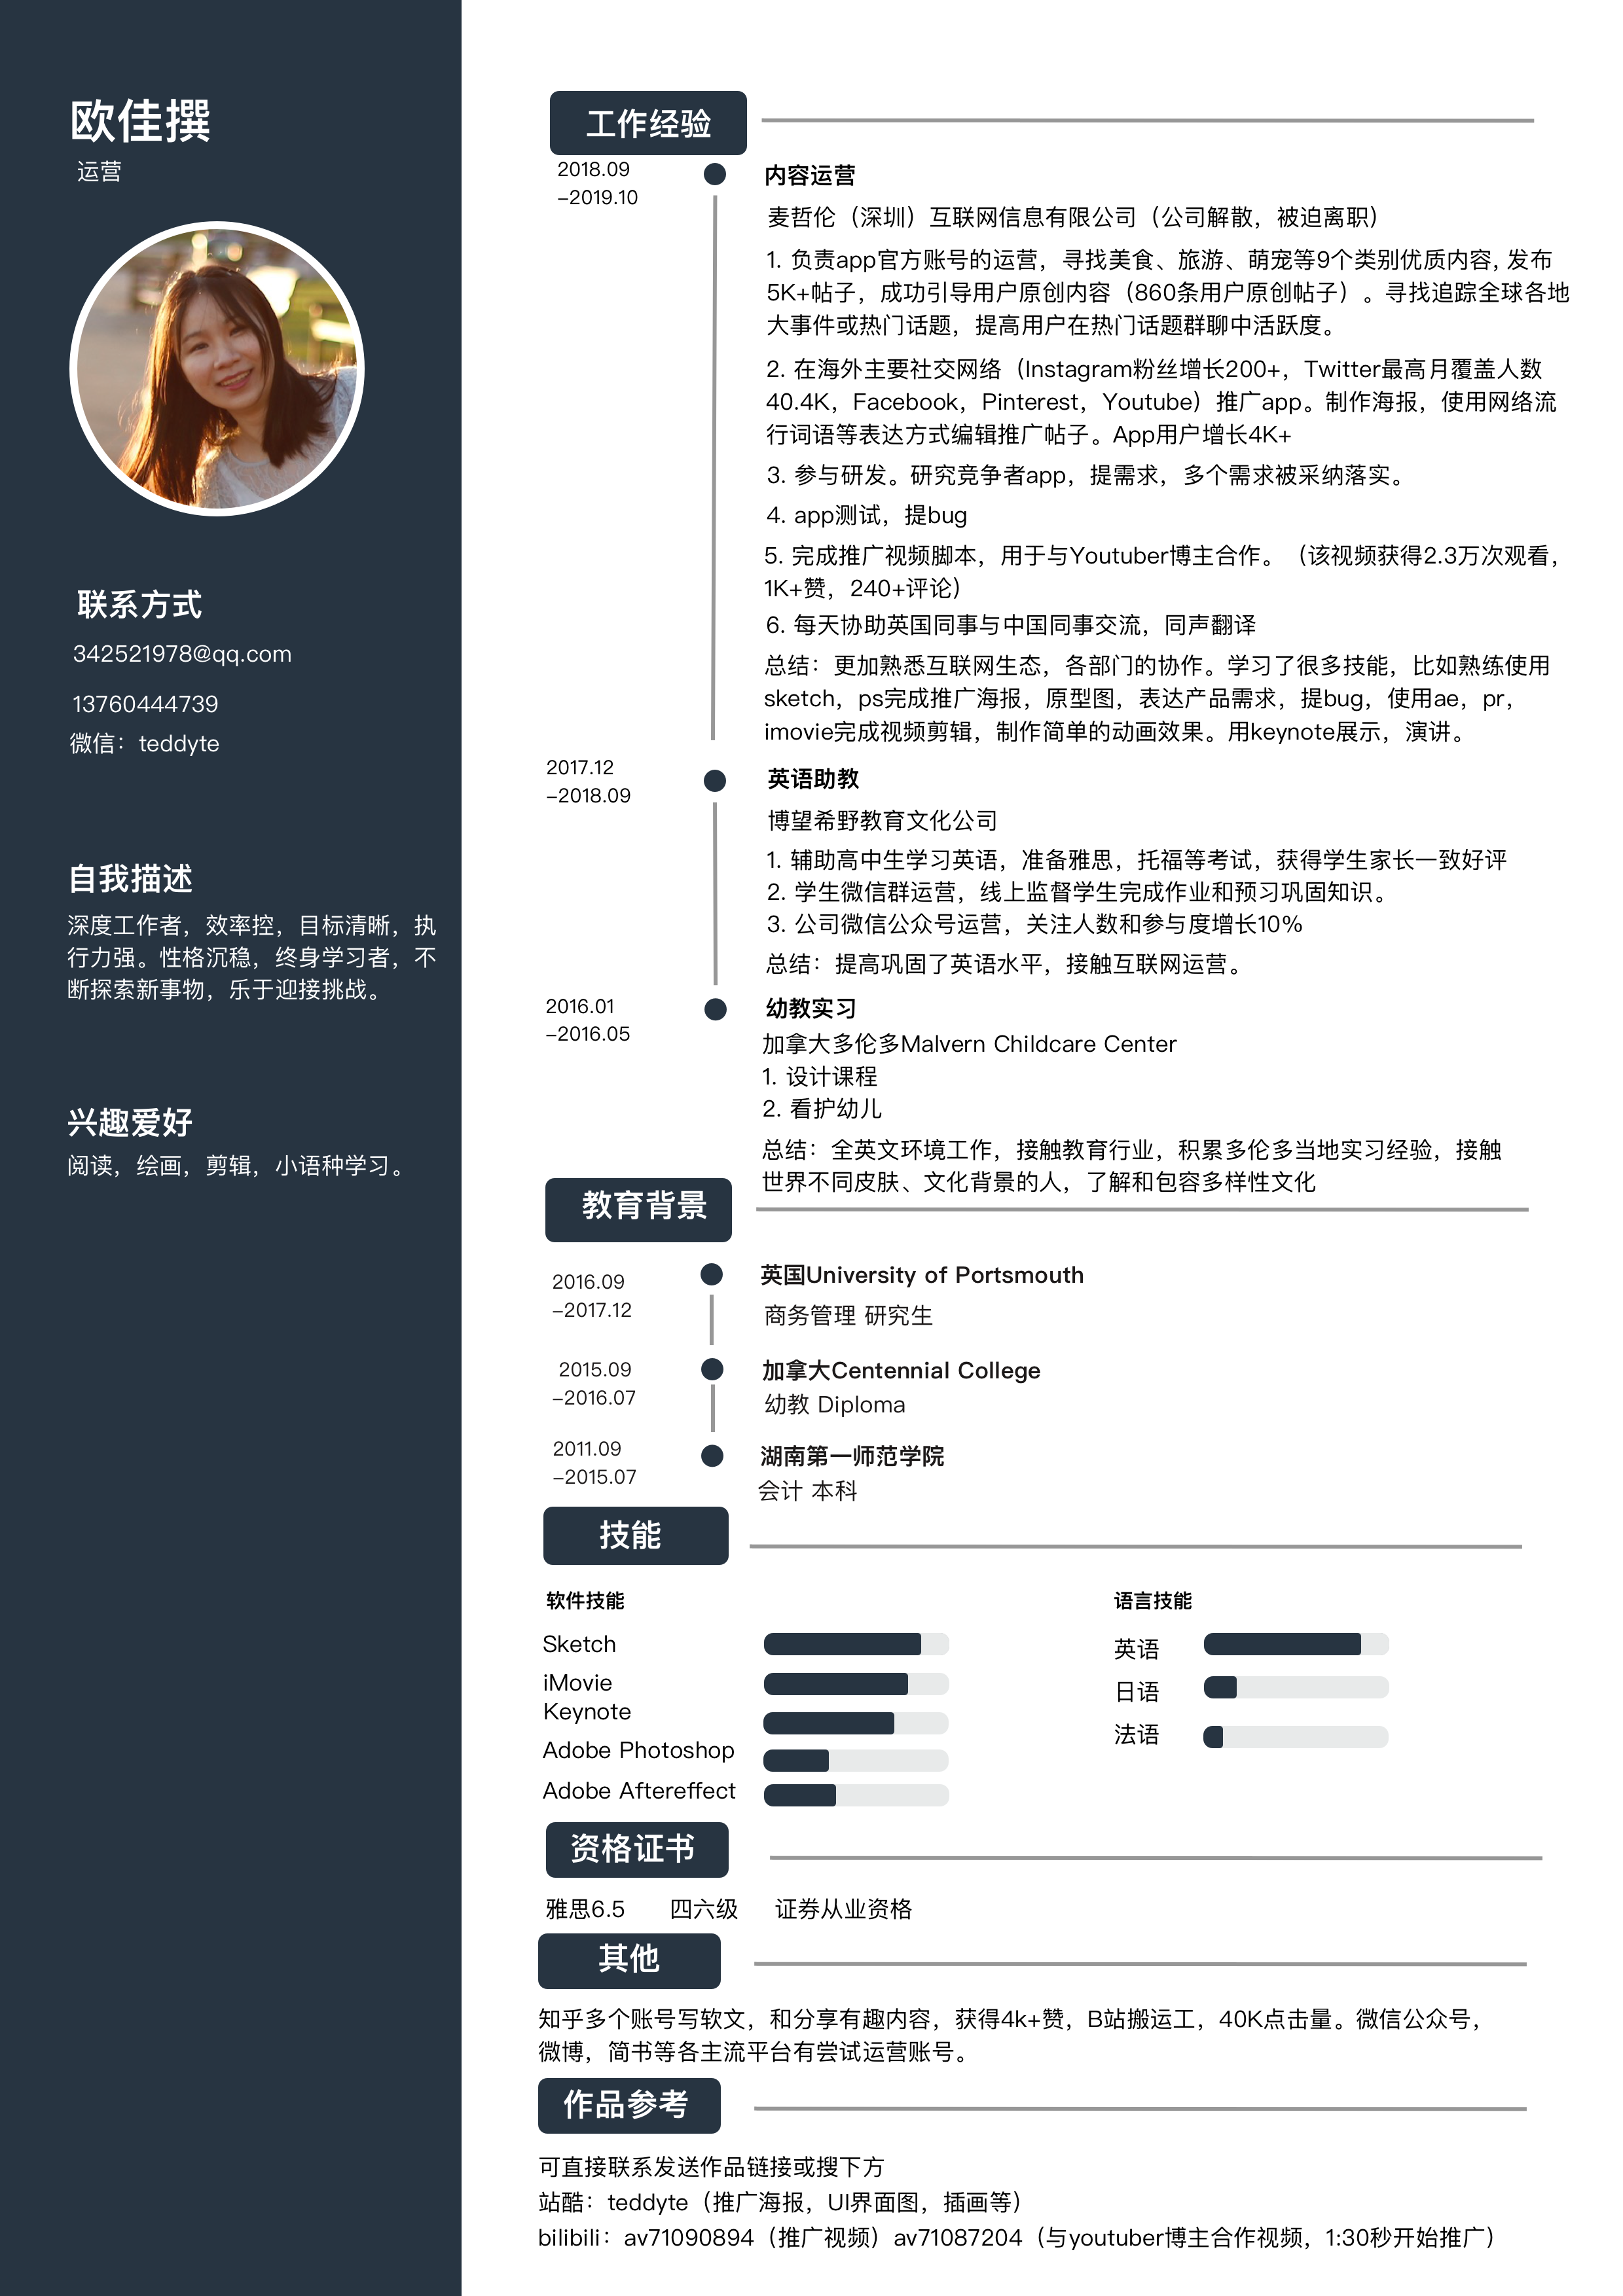 欧佳撰
运营
联系方式
342521978@qq.com
13760444739
微信：teddyte
自我描述
深度工作者，效率控，目标清晰，执
行力强。性格沉稳，终身学习者，不
断探索新事物，乐于迎接挑战。
兴趣爱好
阅读，绘画，剪辑，小语种学习。
工作经验
2018.09
–2019.10
内容运营
麦哲伦（深圳）互联网信息有限公司（公司解散，被迫离职）
1. 负责app官方账号的运营，寻找美食、旅游、萌宠等9个类别优质内容, 发布
5K+帖子，成功引导用户原创内容（860条用户原创帖子）。寻找追踪全球各地
大事件或热门话题，提高用户在热门话题群聊中活跃度。
2. 在海外主要社交网络（Instagram粉丝增长200+，Twitter最高月覆盖人数
40.4K，Facebook，Pinterest，Youtube）推广app。制作海报，使用网络流
行词语等表达方式编辑推广帖子。App用户增长4K+
3. 参与研发。研究竞争者app，提需求，多个需求被采纳落实。
4. app测试，提bug
5. 完成推广视频脚本，用于与Youtuber博主合作。（该视频获得2.3万次观看，
1K+赞，240+评论）
6. 每天协助英国同事与中国同事交流，同声翻译
总结：更加熟悉互联网生态，各部门的协作。学习了很多技能，比如熟练使用
sketch，ps完成推广海报，原型图，表达产品需求，提bug，使用ae，pr，
imovie完成视频剪辑，制作简单的动画效果。用keynote展示，演讲。
2017.12
–2018.09
英语助教
博望希野教育文化公司
1. 辅助高中生学习英语，准备雅思，托福等考试，获得学生家长一致好评
2. 学生微信群运营，线上监督学生完成作业和预习巩固知识。
3. 公司微信公众号运营，关注人数和参与度增长10%
总结：提高巩固了英语水平，接触互联网运营。
2016.01
–2016.05
幼教实习
加拿大多伦多Malvern Childcare Center
1. 设计课程
2. 看护幼儿
总结：全英文环境工作，接触教育行业，积累多伦多当地实习经验，接触
世界不同皮肤、文化背景的人，了解和包容多样性文化
教育背景
2016.09
–2017.12
英国University of Portsmouth
商务管理 研究生
2015.09
–2016.07
加拿大Centennial College
幼教 Diploma
2011.09
–2015.07
湖南第一师范学院
会计 本科
技能
软件技能
Sketch
iMovie
Keynote
Adobe Photoshop
Adobe Aftereffect
语言技能
英语
日语
法语
资格证书
雅思6.5 四六级 证券从业资格
其他
知乎多个账号写软文，和分享有趣内容，获得4k+赞，B站搬运工，40K点击量。微信公众号，
微博，简书等各主流平台有尝试运营账号。
作品参考
可直接联系发送作品链接或搜下方
站酷：teddyte（推广海报，UI界面图，插画等）
bilibili：av71090894（推广视频）av71087204（与youtuber博主合作视频，1:30秒开始推广）